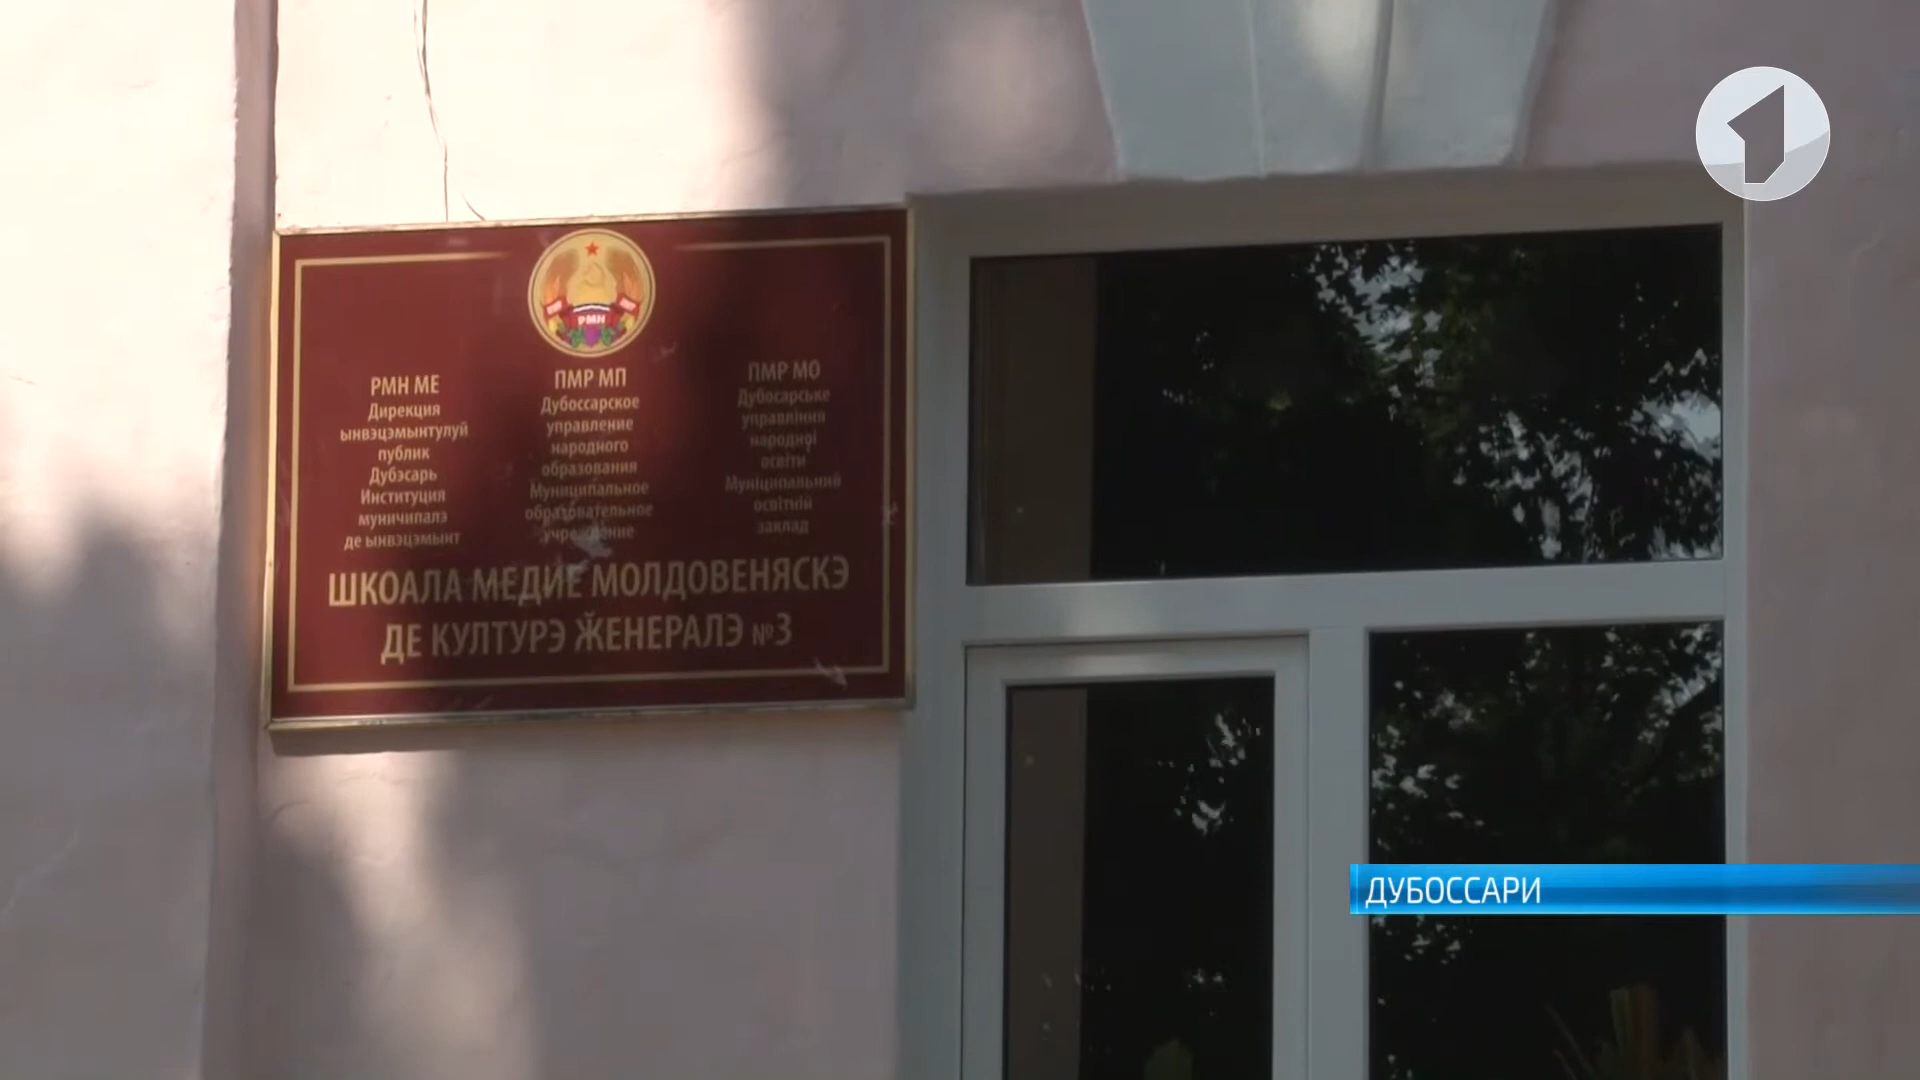 РМН
РМН МЕ
Дирекция
ынвэцэмынтулуй
публик
Дубэсарь
Институция
муничипалэ
де ынвэцэмынт
ПМР МП
Дубоссарское
управление
народного
образования
Муниципальное
образовательное
учреждение
ПМР МО
Дубосарське
управління
народної
освіти
Муніципальний
освітній
заклад
ШКОАЛА МЕДИЕ МОЛДОВЕНЯСКЭ
ДЕ КУЛТУРЭ ӁЕНЕРАЛЭ №3
ДУБОССАРИ